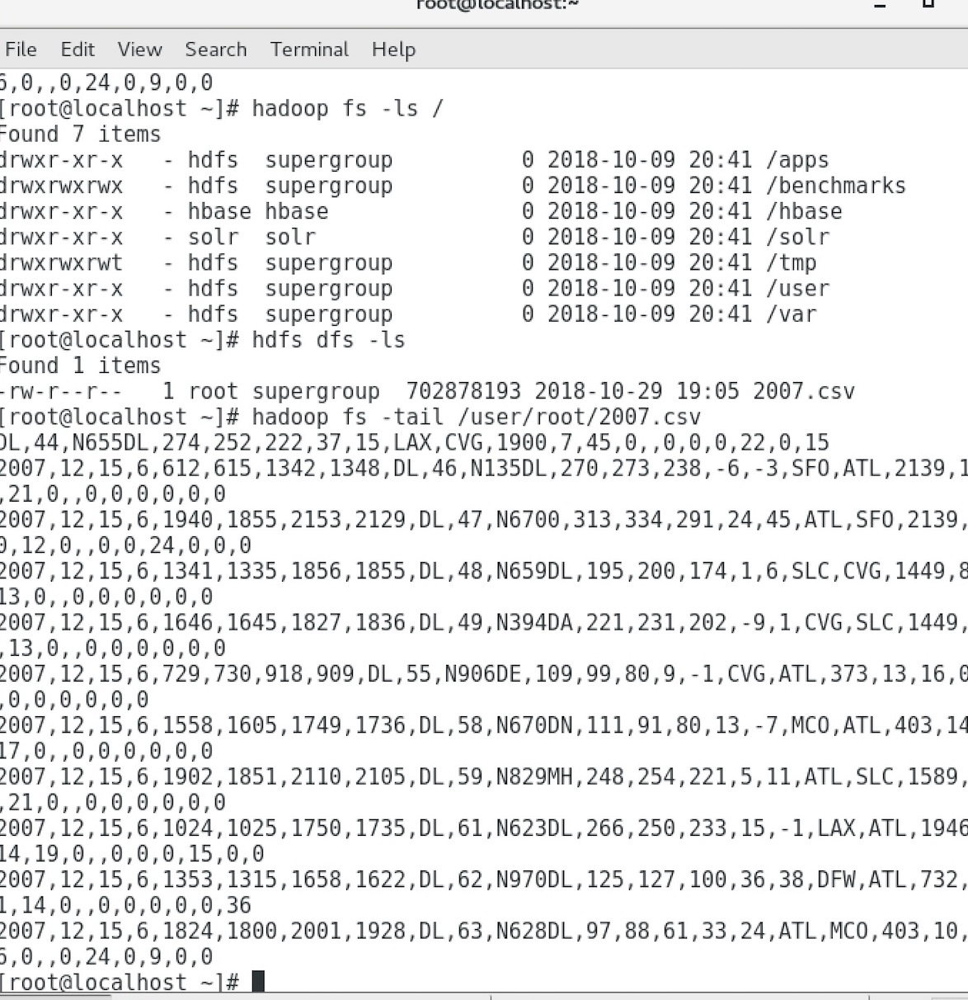 root@localhost:~
File Edit View Search Terminal Help
6,0,,0,24,0,9,0,0
[root@localhost ~]# hadoop fs -ls /
Found 7 items
drwxr-xr-x   - hdfs  supergroup          0 2018-10-09 20:41 /apps
drwxrwxrwx   - hdfs  supergroup          0 2018-10-09 20:41 /benchmarks
drwxr-xr-x   - hbase hbase               0 2018-10-09 20:41 /hbase
drwxr-xr-x   - solr  solr                0 2018-10-09 20:41 /solr
drwxrwxrwt   - hdfs  supergroup          0 2018-10-09 20:41 /tmp
drwxr-xr-x   - hdfs  supergroup          0 2018-10-09 20:41 /user
drwxr-xr-x   - hdfs  supergroup          0 2018-10-09 20:41 /var
[root@localhost ~]# hdfs dfs -ls
Found 1 items
-rw-r--r--   1 root supergroup  702878193 2018-10-29 19:05 2007.csv
[root@localhost ~]# hadoop fs -tail /user/root/2007.csv
DL,44,N655DL,274,252,222,37,15,LAX,CVG,1900,7,45,0,,0,0,0,22,0,15
2007,12,15,6,612,615,1342,1348,DL,46,N135DL,270,273,238,-6,-3,SFO,ATL,2139,1
,21,0,,0,0,0,0,0,0
2007,12,15,6,1940,1855,2153,2129,DL,47,N6700,313,334,291,24,45,ATL,SFO,2139,
0,12,0,,0,0,24,0,0,0
2007,12,15,6,1341,1335,1856,1855,DL,48,N659DL,195,200,174,1,6,SLC,CVG,1449,8
13,0,,0,0,0,0,0,0
2007,12,15,6,1646,1645,1827,1836,DL,49,N394DA,221,231,202,-9,1,CVG,SLC,1449,
,13,0,,0,0,0,0,0,0
2007,12,15,6,729,730,918,909,DL,55,N906DE,109,99,80,9,-1,CVG,ATL,373,13,16,0
,0,0,0,0,0,0
2007,12,15,6,1558,1605,1749,1736,DL,58,N670DN,111,91,80,13,-7,MCO,ATL,403,14
17,0,,0,0,0,0,0,0
2007,12,15,6,1902,1851,2110,2105,DL,59,N829MH,248,254,221,5,11,ATL,SLC,1589,
,21,0,,0,0,0,0,0,0
2007,12,15,6,1024,1025,1750,1735,DL,61,N623DL,266,250,233,15,-1,LAX,ATL,1946
14,19,0,,0,0,0,15,0,0
2007,12,15,6,1353,1315,1658,1622,DL,62,N970DL,125,127,100,36,38,DFW,ATL,732,
1,14,0,,0,0,0,0,0,36
2007,12,15,6,1824,1800,2001,1928,DL,63,N628DL,97,88,61,33,24,ATL,MCO,403,10,
6,0,,0,24,0,9,0,0
[root@localhost ~]#